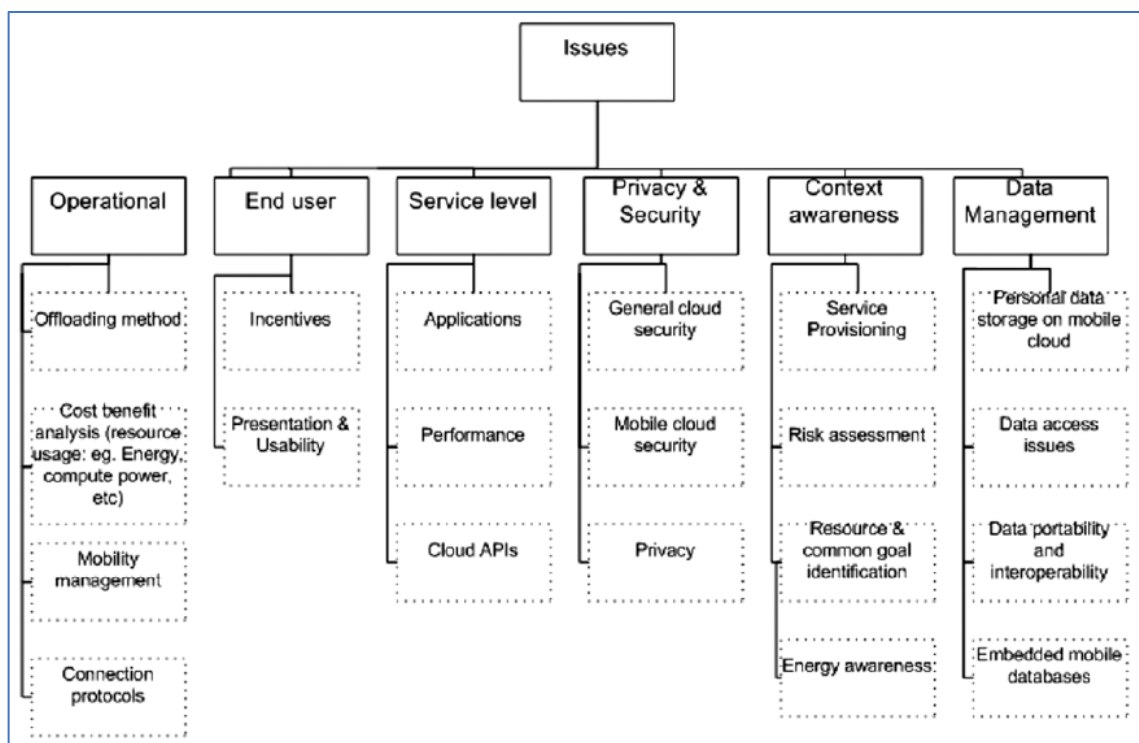 Issues
Operational
End user
Service level
Privacy &
Security
Context
awareness
Data
Management
Offloading method
Cost benefit
analysis (resource
usage: eg. Energy,
compute power,
etc)
Mobility
management
Connection
protocols
Incentives
Presentation &
Usability
Applications
Performance
Cloud APIs
General cloud
security
Mobile cloud
security
Privacy
Service
Provisioning
Risk assessment
Resource &
common goal
identification
Energy awareness
Personal data
storage on mobile
cloud
Data access
issues
Data portability
and
interoperability
Embedded mobile
databases